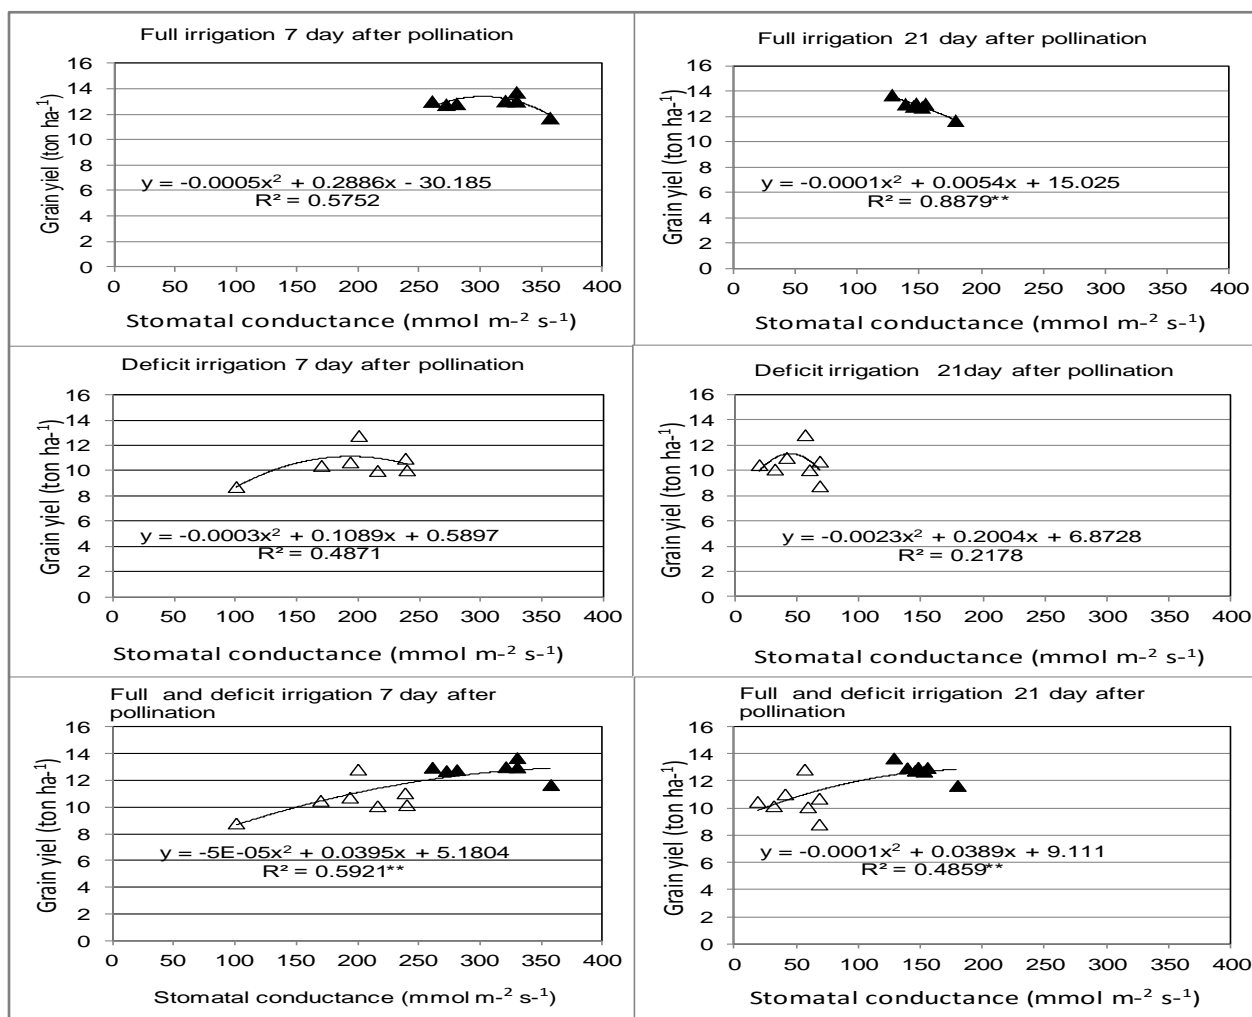 Full irrigation 7 day after pollination
Grain yiel (ton ha-¹)
16
14
12
10
8
6
4
2
0
y = -0.0005x² + 0.2886x - 30.185
R² = 0.5752
0 50 100 150 200 250 300 350 400
Stomatal conductance (mmol m-² s-¹)
Full irrigation 21 day after pollination
Grain yiel (ton ha-¹)
16
14
12
10
8
6
4
2
0
y = -0.0001x² + 0.0054x + 15.025
R² = 0.8879**
0 50 100 150 200 250 300 350 400
Stomatal conductance (mmol m-² s-¹)
Deficit irrigation 7 day after pollination
Grain yiel (ton ha-¹)
16
14
12
10
8
6
4
2
0
y = -0.0003x² + 0.1089x + 0.5897
R² = 0.4871
0 50 100 150 200 250 300 350 400
Stomatal conductance (mmol m-² s-¹)
Deficit irrigation 21day after pollination
Grain yiel (ton ha-¹)
16
14
12
10
8
6
4
2
0
y = -0.0023x² + 0.2004x + 6.8728
R² = 0.2178
0 50 100 150 200 250 300 350 400
Stomatal conductance (mmol m-² s-¹)
Full and deficit irrigation 7 day after
pollination
Grain yiel (ton ha-¹)
16
14
12
10
8
6
4
2
0
y = -5E-05x² + 0.0395x + 5.1804
R² = 0.5921**
0 50 100 150 200 250 300 350 400
Stomatal conductance (mmol m-² s-¹)
Full and deficit irrigation 21 day after
pollination
Grain yiel (ton ha-¹)
16
14
12
10
8
6
4
2
0
y = -0.0001x² + 0.0389x + 9.111
R² = 0.4859**
0 50 100 150 200 250 300 350 400
Stomatal conductance (mmol m-² s-¹)